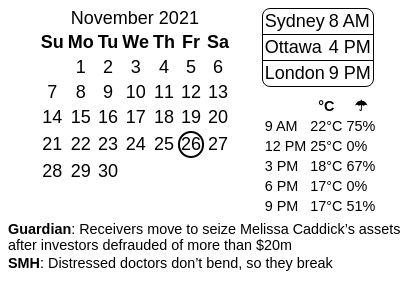 November 2021
Su Mo Tu We Th Fr Sa
1 2 3 4 5 6
7 8 9 10 11 12 13
14 15 16 17 18 19 20
21 22 23 24 25 26 27
28 29 30
Sydney 8 AM
Ottawa 4 PM
London 9 PM
°C ☂
9 AM 22°C 75%
12 PM 25°C 0%
3 PM 18°C 67%
6 PM 17°C 0%
9 PM 17°C 51%
Guardian: Receivers move to seize Melissa Caddick’s assets
after investors defrauded of more than $20m
SMH: Distressed doctors don’t bend, so they break